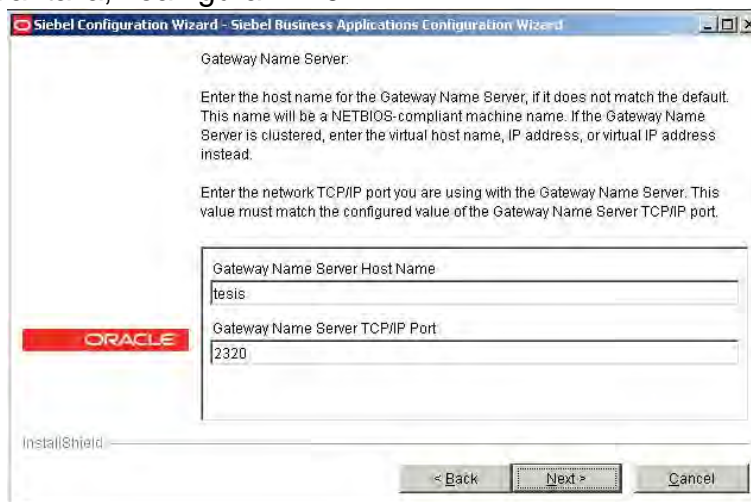 Siebel Configuration Wizard - Siebel Business Applications Configuration Wizard
Gateway Name Server:
Enter the host name for the Gateway Name Server, if it does not match the default.
This name will be a NETBIOS-compliant machine name. If the Gateway Name
Server is clustered, enter the virtual host name, IP address, or virtual IP address
instead.
Enter the network TCP/IP port you are using with the Gateway Name Server. This
value must match the configured value of the Gateway Name Server TCP/IP port.
Gateway Name Server Host Name
tesis
Gateway Name Server TCP/IP Port
ORACLE
2320
InstallShield
< Back
Next >
Cancel